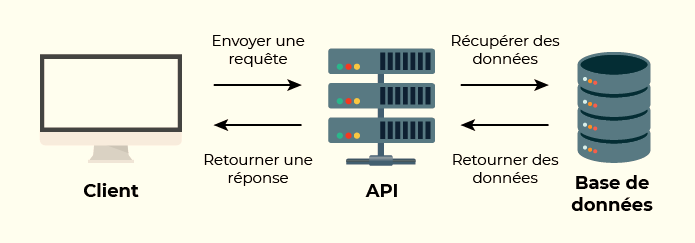 Envoyer une
requête
Récupérer des
données
Retourner une
réponse
Retourner des
données
Client
API
Base de
données